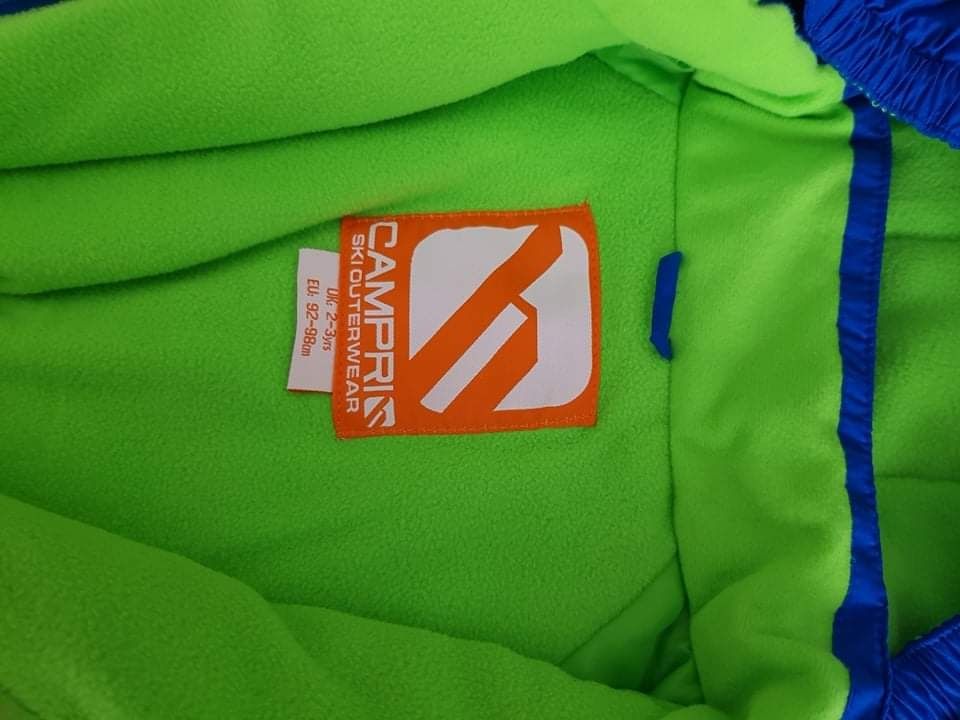 CAMPRI
SKI OUTERWEAR
UK: 2-3yrs
EU: 92-98cm